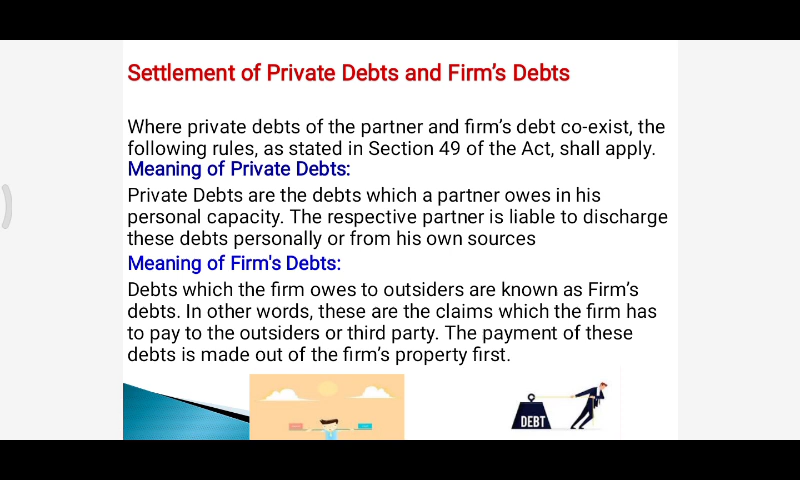 Settlement of Private Debts and Firm's Debts
Where private debts of the partner and firm's debt co-exist, the
following rules, as stated in Section 49 of the Act, shall apply.
Meaning of Private Debts:
Private Debts are the debts which a partner owes in his
personal capacity. The respective partner is liable to discharge
these debts personally or from his own sources
Meaning of Firm's Debts:
Debts which the firm owes to outsiders are known as Firm's
debts. In other words, these are the claims which the firm has
to pay to the outsiders or third party. The payment of these
debts is made out of the firm's property first.
DEBT